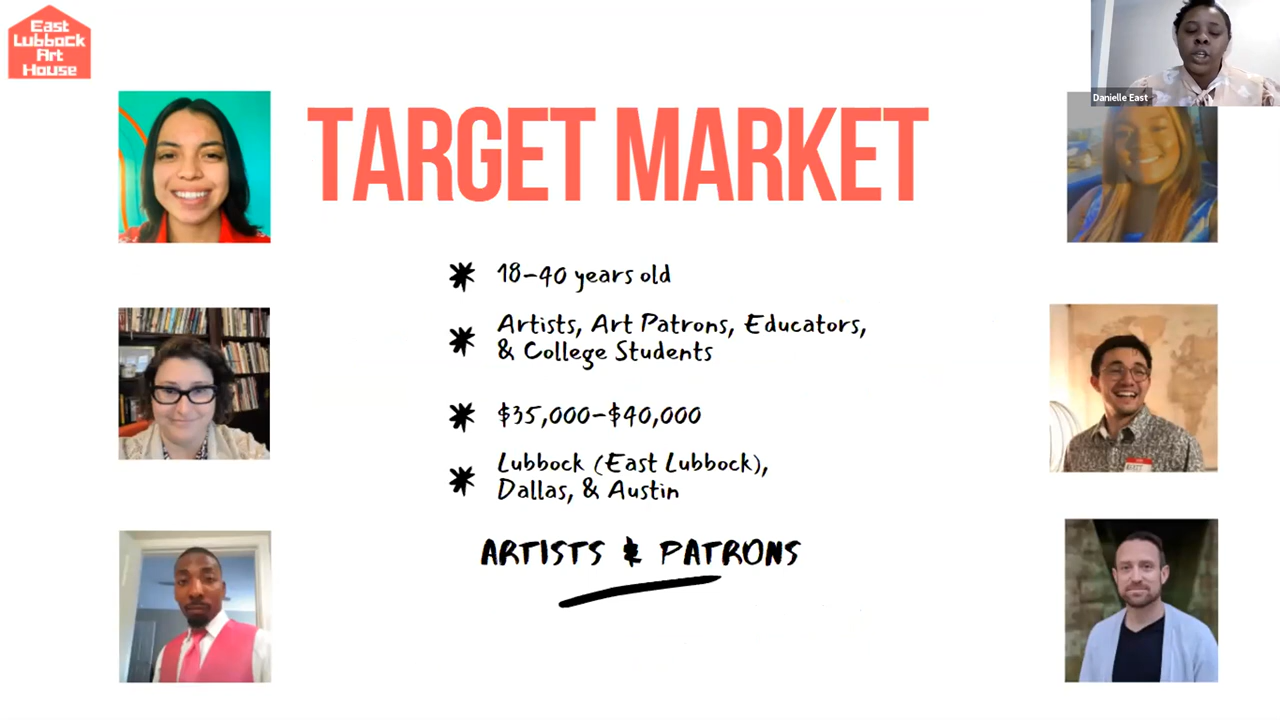 East
Lubbock
Art
House
Danielle East
TARGET MARKET
18-40 years old
Artists, Art Patrons, Educators,
& College Students
$35,000-$40,000
Lubbock (East Lubbock),
Dallas, & Austin
ARTISTS & PATRONS